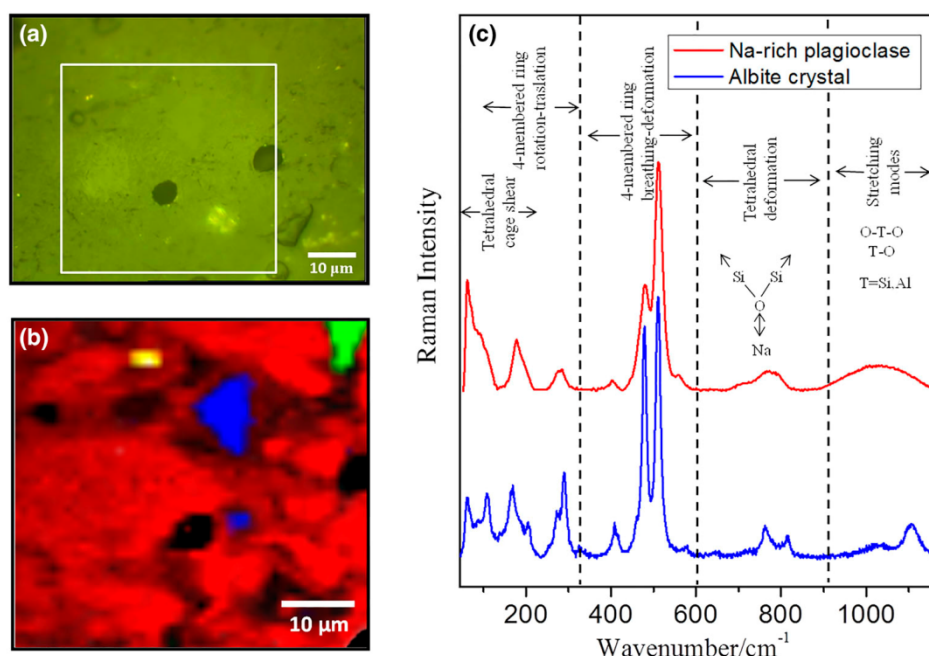 (a)
10 μm
(b)
10 μm
(c)
Na-rich plagioclase
Albite crystal
Tetrahedral
cage shear
4-membered ring
rotation-traslation
4-membered ring
breathing-deformation
Tetrahedral
deformation
Stretching
modes
O-T-O
T-O
T=Si.Al
Si
Si
O
Na
Raman Intensity
200
400
600
800
1000
Wavenumber/cm⁻¹